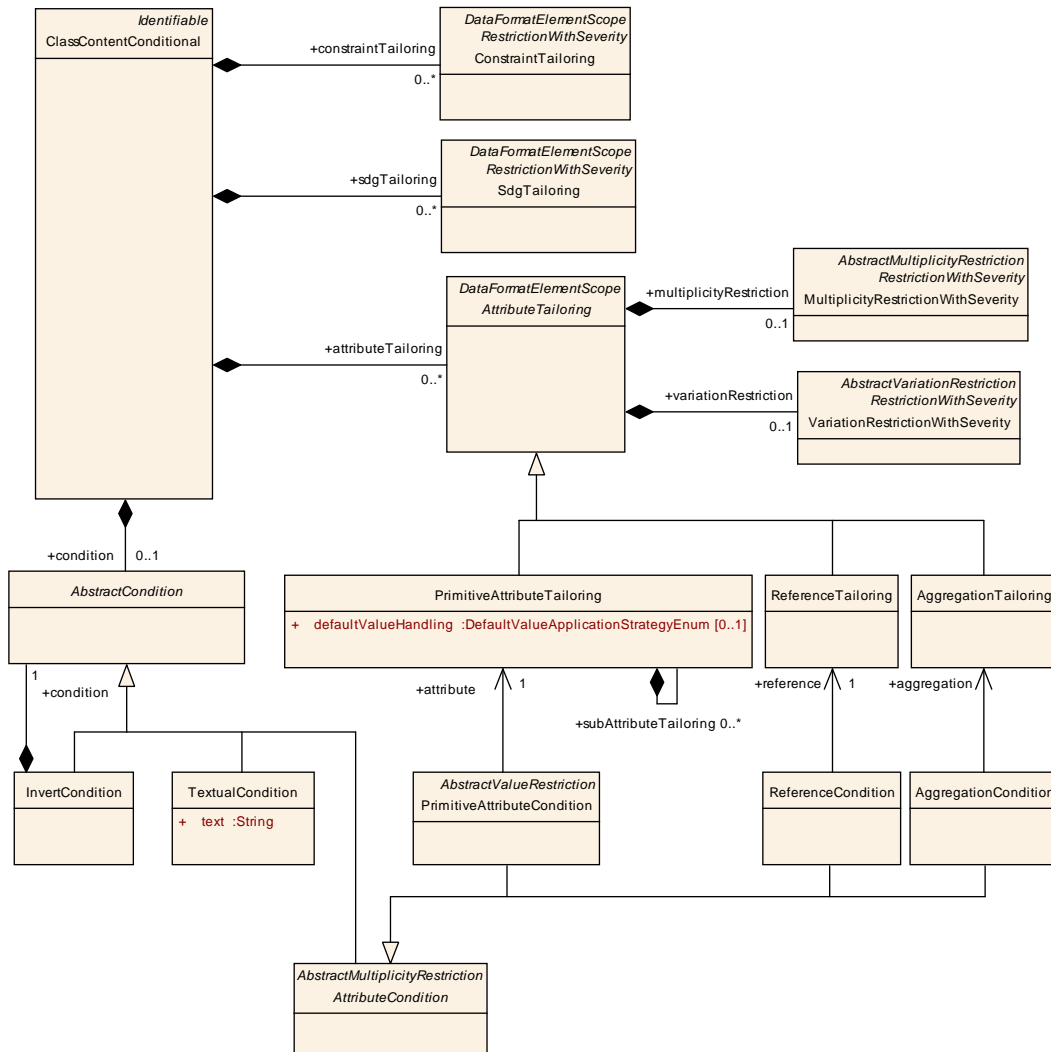 Identifiable
ClassContentConditional
+constraintTailoring
0..*
DataFormatElementScope
RestrictionWithSeverity
ConstraintTailoring
+sdgTailoring
0..*
DataFormatElementScope
RestrictionWithSeverity
SdgTailoring
+attributeTailoring
0..*
DataFormatElementScope
AttributeTailoring
+multiplicityRestriction
0..1
AbstractMultiplicityRestriction
RestrictionWithSeverity
MultiplicityRestrictionWithSeverity
+variationRestriction
0..1
AbstractVariationRestriction
RestrictionWithSeverity
VariationRestrictionWithSeverity
+condition 0..1
AbstractCondition
PrimitiveAttributeTailoring
+ defaultValueHandling :DefaultValueApplicationStrategyEnum [0..1]
ReferenceTailoring
AggregationTailoring
1
+condition
+attribute 1
+subAttributeTailoring 0..*
+reference 1
+aggregation
InvertCondition
TextualCondition
+ text :String
AbstractValueRestriction
PrimitiveAttributeCondition
ReferenceCondition
AggregationCondition
AbstractMultiplicityRestriction
AttributeCondition